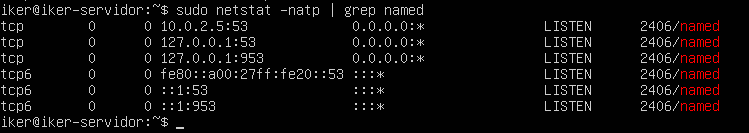 iker@iker-servidor:~$ sudo netstat -natp | grep named
tcp        0      0 10.0.2.5:53             0.0.0.0:*               LISTEN      2406/named
tcp        0      0 127.0.0.1:53            0.0.0.0:*               LISTEN      2406/named
tcp        0      0 127.0.0.1:953           0.0.0.0:*               LISTEN      2406/named
tcp6       0      0 fe80::a00:27ff:fe20::53 :::*                    LISTEN      2406/named
tcp6       0      0 ::1:53                  :::*                    LISTEN      2406/named
tcp6       0      0 ::1:953                 :::*                    LISTEN      2406/named
iker@iker-servidor:~$ _